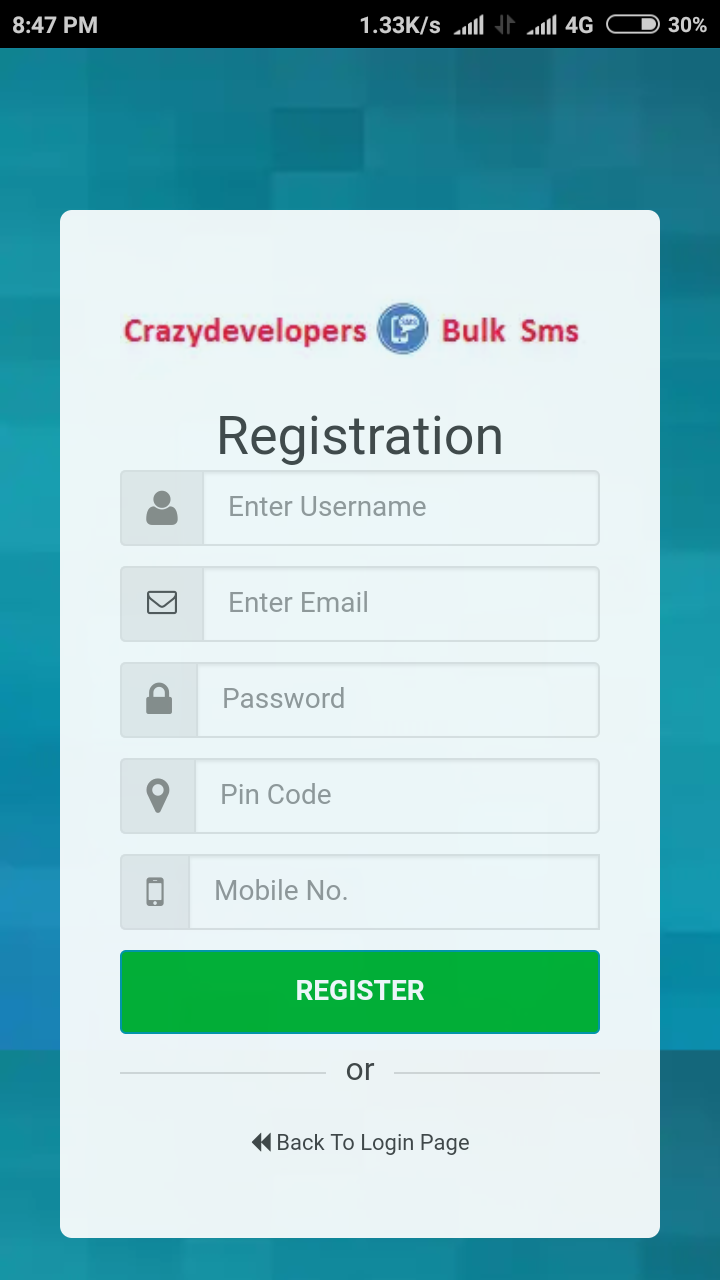 8:47 PM 1.33K/s 4G 30%
Crazydevelopers SMS Bulk Sms
Registration
Enter Username
Enter Email
Password
Pin Code
Mobile No.
REGISTER
or
Back To Login Page